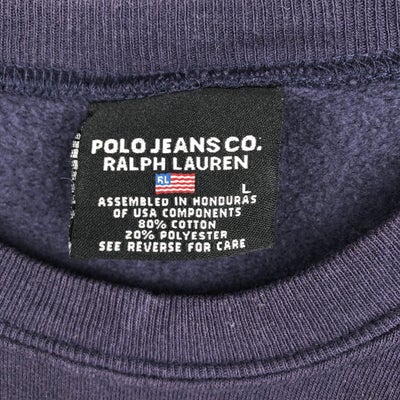 POLO JEANS CO.
RALPH LAUREN
RL
L
ASSEMBLED IN HONDURAS
OF USA COMPONENTS
80% COTTON
20% POLYESTER
SEE REVERSE FOR CARE